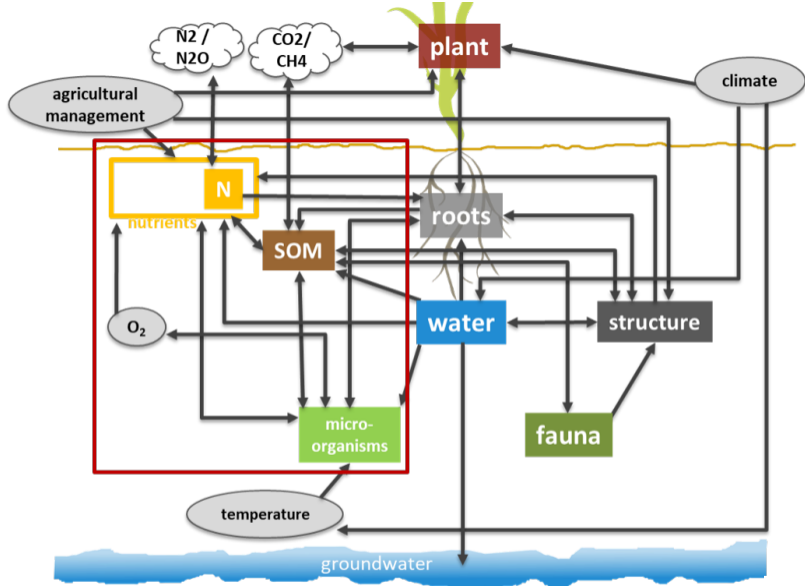 N2 /
N2O
CO2/
CH4
plant
climate
agricultural
management
N
nutrients
roots
SOM
O₂
water
structure
micro-
organisms
fauna
temperature
groundwater